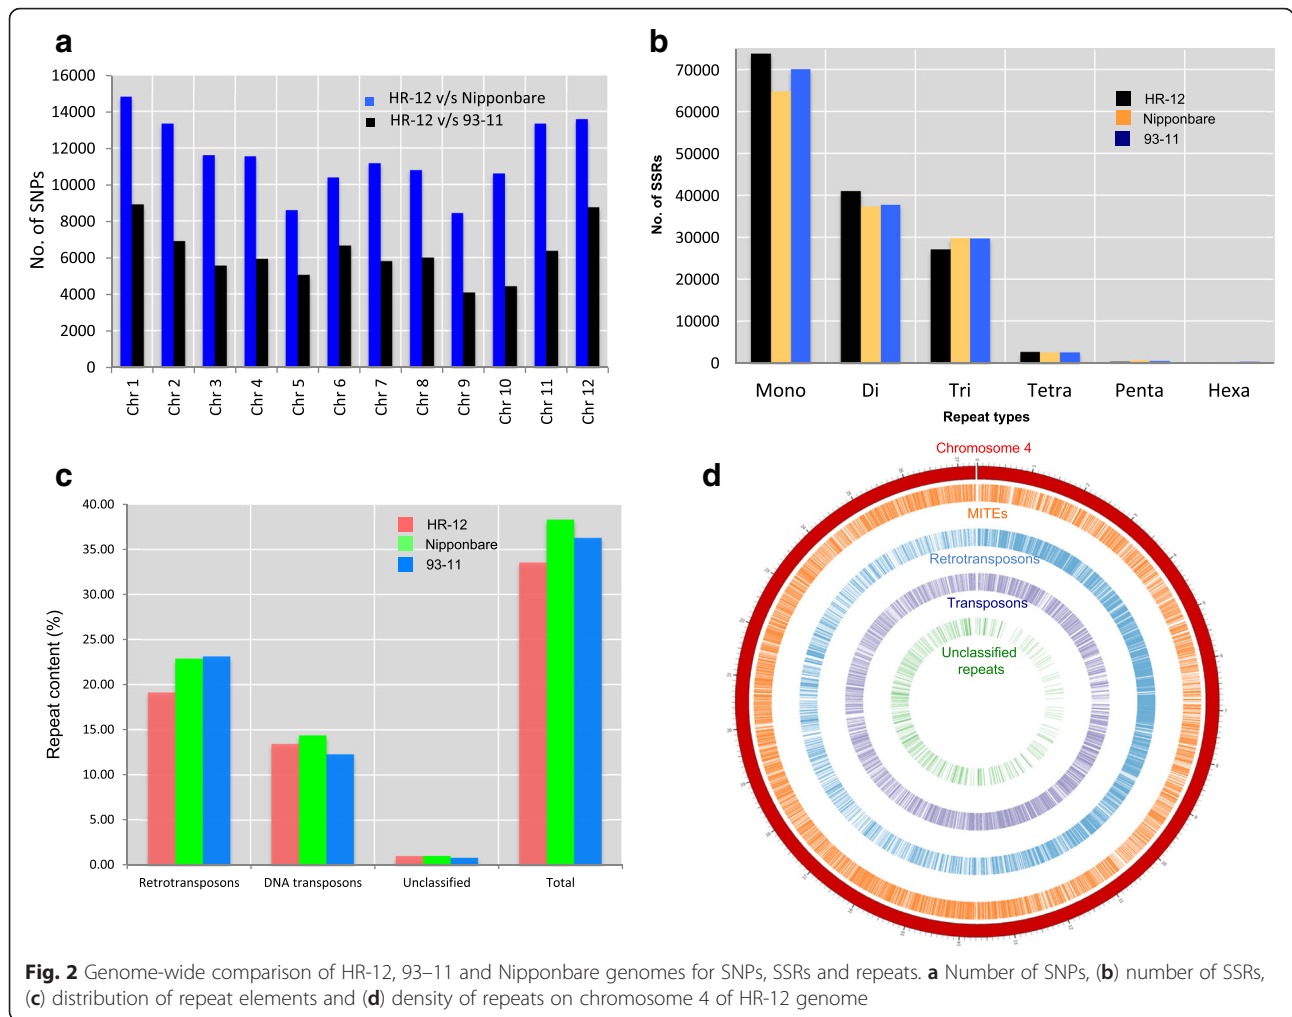 a
16000
14000
12000
10000
8000
6000
4000
2000
0
No. of SNPs
HR-12 v/s Nipponbare
HR-12 v/s 93-11
Chr 1
Chr 2
Chr 3
Chr 4
Chr 5
Chr 6
Chr 7
Chr 8
Chr 9
Chr 10
Chr 11
Chr 12
b
70000
60000
50000
40000
30000
20000
10000
0
No. of SSRs
HR-12
Nipponbare
93-11
Mono
Di
Tri
Tetra
Penta
Hexa
Repeat types
c
40.00
35.00
30.00
25.00
20.00
15.00
10.00
5.00
0.00
Repeat content (%)
HR-12
Nipponbare
93-11
Retrotransposons
DNA transposons
Unclassified
Total
d
Chromosome 4
MITEs
Retrotransposons
Transposons
Unclassified
repeats
Fig. 2 Genome-wide comparison of HR-12, 93–11 and Nipponbare genomes for SNPs, SSRs and repeats. a Number of SNPs, (b) number of SSRs,
(c) distribution of repeat elements and (d) density of repeats on chromosome 4 of HR-12 genome